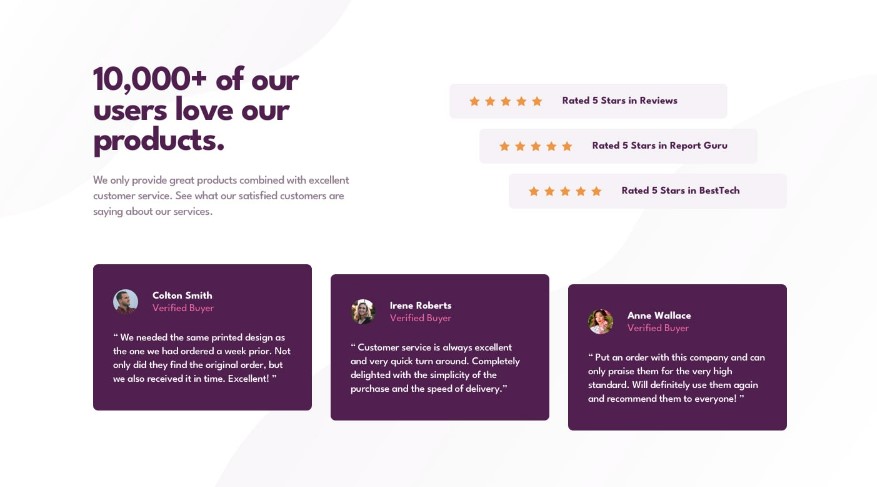 10,000+ of our
users love our
products.
We only provide great products combined with excellent
customer service. See what our satisfied customers are
saying about our services.
Rated 5 Stars in Reviews
Rated 5 Stars in Report Guru
Rated 5 Stars in BestTech
Colton Smith
Verified Buyer
“ We needed the same printed design as
the one we had ordered a week prior. Not
only did they find the original order, but
we also received it in time. Excellent! ”
Irene Roberts
Verified Buyer
“ Customer service is always excellent
and very quick turn around. Completely
delighted with the simplicity of the
purchase and the speed of delivery.”
Anne Wallace
Verified Buyer
“ Put an order with this company and can
only praise them for the very high
standard. Will definitely use them again
and recommend them to everyone! ”